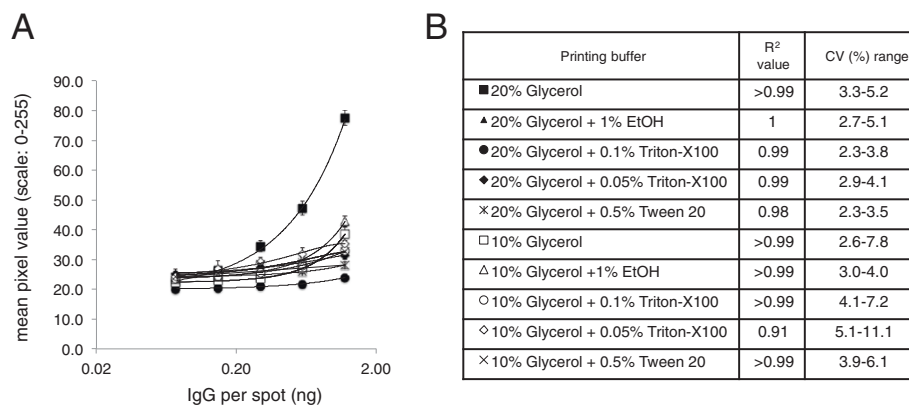 A
mean pixel value (scale: 0-255)
90.0
80.0
70.0
60.0
50.0
40.0
30.0
20.0
10.0
0.0
0.02
0.20
2.00
IgG per spot (ng)
B
Printing buffer
R² value
CV (%) range
20% Glycerol >0.99 3.3-5.2
20% Glycerol + 1% EtOH 1 2.7-5.1
20% Glycerol + 0.1% Triton-X100 0.99 2.3-3.8
20% Glycerol + 0.05% Triton-X100 0.99 2.9-4.1
20% Glycerol + 0.5% Tween 20 0.98 2.3-3.5
10% Glycerol >0.99 2.6-7.8
10% Glycerol +1% EtOH >0.99 3.0-4.0
10% Glycerol + 0.1% Triton-X100 >0.99 4.1-7.2
10% Glycerol + 0.05% Triton-X100 0.91 5.1-11.1
10% Glycerol + 0.5% Tween 20 >0.99 3.9-6.1